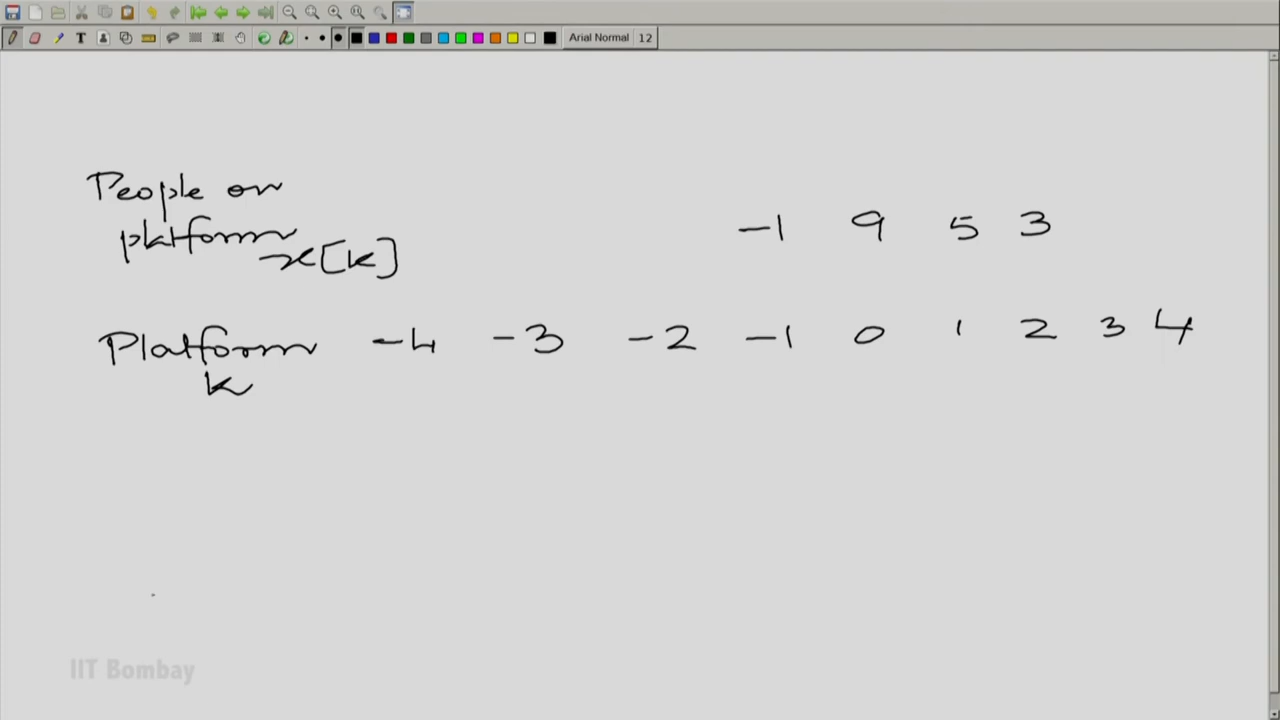 Arial Normal 12
People on
platform
x[k]
-1 9 5 3
Platform -4 -3 -2 -1 0 1 2 3 4
k
IIT Bombay